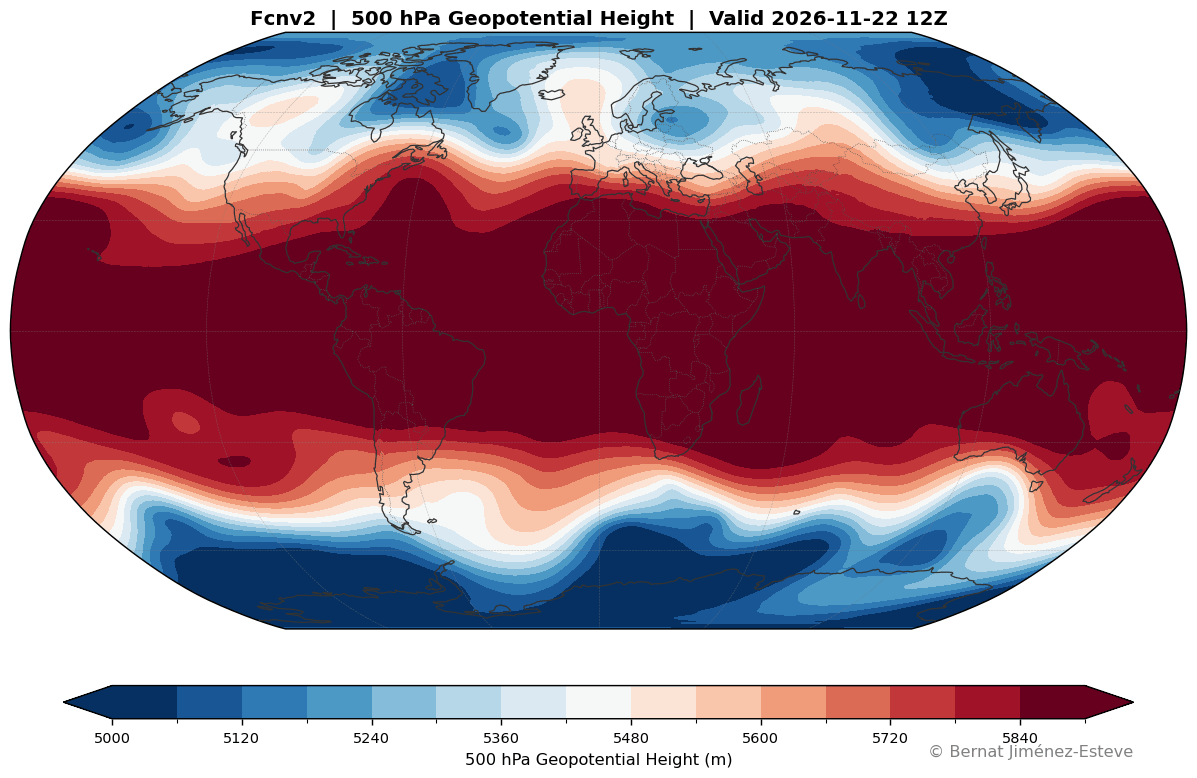 Fcnv2 | 500 hPa Geopotential Height | Valid 2026-11-22 12Z
5000 5120 5240 5360 5480 5600 5720 5840
500 hPa Geopotential Height (m)
© Bernat Jiménez-Esteve